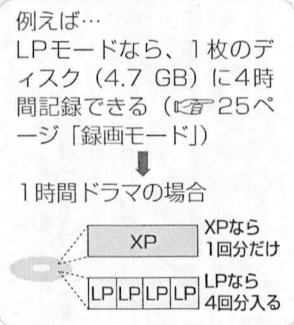 例えば…
LPモードなら、1枚のデ
ィスク（4.7 GB）に4時
間記録できる（☞25ペ
ージ「録画モード」）
1時間ドラマの場合
XP
XPなら
1回分だけ
LP LP LP LP
LPなら
4回分入る